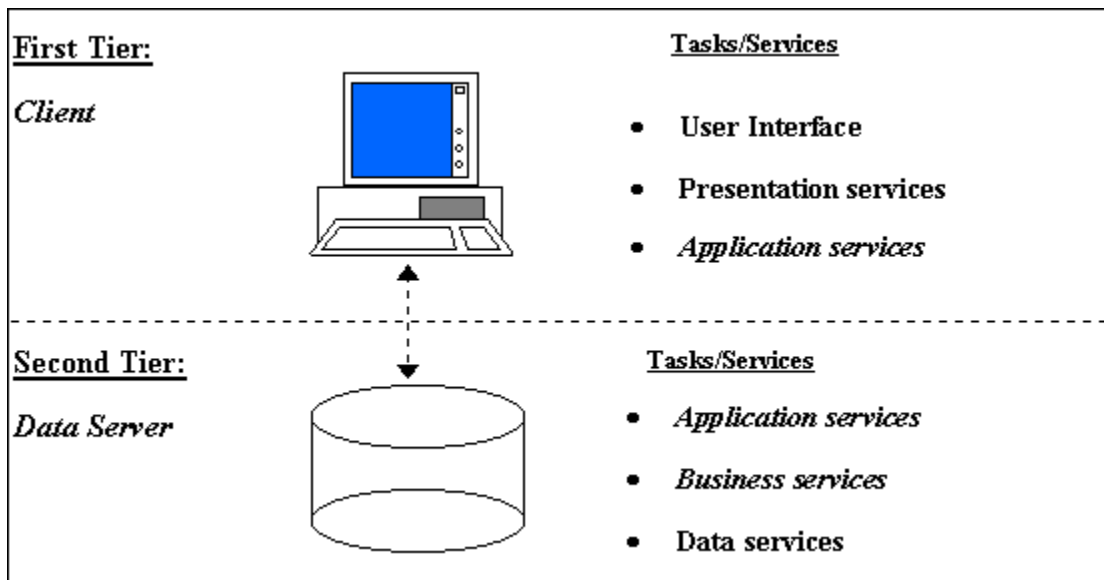 First Tier:
Client
Tasks/Services
• User Interface
• Presentation services
• Application services
Second Tier:
Data Server
Tasks/Services
• Application services
• Business services
• Data services